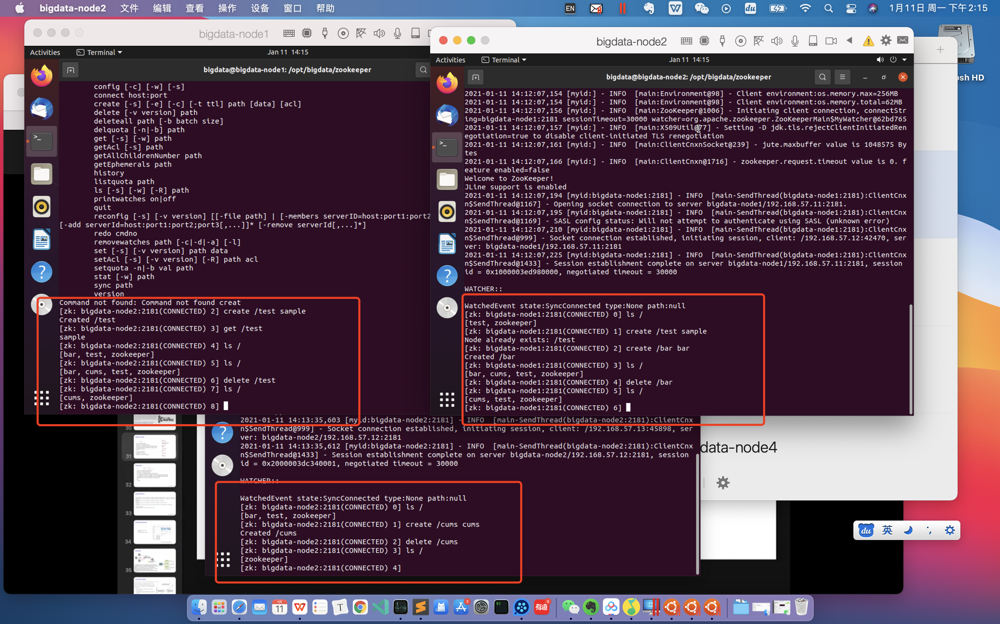 bigdata-node2 文件 编辑 查看 操作 设备 窗口 帮助
EN
du
1月11日 周一 下午2:15
bigdata-node1
Activities Terminal Jan 11 14:15
bigdata@bigdata-node1: /opt/bigdata/zookeeper
config [-c] [-w] [-s]
connect host:port
create [-s] [-e] [-c] [-t ttl] path [data] [acl]
delete [-v version] path
deleteall path [-b batch size]
delquota [-n|-b] path
get [-s] [-w] path
getAcl [-s] path
getAllChildrenNumber path
getEphemerals path
history
listquota path
ls [-s] [-w] [-R] path
printwatches on|off
quit
reconfig [-s] [-v version] [[-file path] | [-members serverID=host:port1:port2
[-add serverId=host:port1:port2;port3[,...]]* [-remove serverId[,...]*]
redo cmdno
removewatches path [-c|-d|-a] [-l]
set [-s] [-v version] path data
setAcl [-s] [-v version] [-R] path acl
setquota -n|-b val path
stat [-w] path
sync path
version
Command not found: Command not found creat
[zk: bigdata-node2:2181(CONNECTED) 2] create /test sample
Created /test
[zk: bigdata-node2:2181(CONNECTED) 3] get /test
sample
[zk: bigdata-node2:2181(CONNECTED) 4] ls /
[bar, test, zookeeper]
[zk: bigdata-node2:2181(CONNECTED) 5] ls /
[bar, cums, test, zookeeper]
[zk: bigdata-node2:2181(CONNECTED) 6] delete /test
[zk: bigdata-node2:2181(CONNECTED) 7] ls /
[cums, zookeeper]
[zk: bigdata-node2:2181(CONNECTED) 8]
bigdata-node2
Activities Terminal Jan 11 14:15
bigdata@bigdata-node2: /opt/bigdata/zookeeper
2021-01-11 14:12:07,154 [myid:] - INFO [main:Environment@98] - Client environment:os.memory.max=256MB
2021-01-11 14:12:07,154 [myid:] - INFO [main:Environment@98] - Client environment:os.memory.total=62MB
2021-01-11 14:12:07,156 [myid:] - INFO [main:ZooKeeper@1006] - Initiating client connection, connectStr
ing=bigdata-node1:2181 sessionTimeout=30000 watcher=org.apache.zookeeper.ZooKeeperMain$MyWatcher@62bd765
2021-01-11 14:12:07,157 [myid:] - INFO [main:X509Util@77] - Setting -D jdk.tls.rejectClientInitiatedRen
egotiation=true to disable client-initiated TLS renegotiation
2021-01-11 14:12:07,161 [myid:] - INFO [main:ClientCnxnSocket@239] - jute.maxbuffer value is 1048575 By
tes
2021-01-11 14:12:07,166 [myid:] - INFO [main:ClientCnxn@1716] - zookeeper.request.timeout value is 0. f
eature enabled=false
Welcome to ZooKeeper!
JLine support is enabled
2021-01-11 14:12:07,194 [myid:bigdata-node1:2181] - INFO [main-SendThread(bigdata-node1:2181):ClientCnx
n$SendThread@1167] - Opening socket connection to server bigdata-node1/192.168.57.11:2181.
2021-01-11 14:12:07,195 [myid:bigdata-node1:2181] - INFO [main-SendThread(bigdata-node1:2181):ClientCnx
n$SendThread@1169] - SASL config status: Will not attempt to authenticate using SASL (unknown error)
2021-01-11 14:12:07,210 [myid:bigdata-node1:2181] - INFO [main-SendThread(bigdata-node1:2181):ClientCnx
n$SendThread@999] - Socket connection established, initiating session, client: /192.168.57.12:42470, ser
ver: bigdata-node1/192.168.57.11:2181
2021-01-11 14:12:07,225 [myid:bigdata-node1:2181] - INFO [main-SendThread(bigdata-node1:2181):ClientCnx
n$SendThread@1433] - Session establishment complete on server bigdata-node1/192.168.57.11:2181, session
id = 0x1000003ed980000, negotiated timeout = 30000
WATCHER::
WatchedEvent state:SyncConnected type:None path:null
[zk: bigdata-node1:2181(CONNECTED) 0] ls /
[test, zookeeper]
[zk: bigdata-node1:2181(CONNECTED) 1] create /test sample
Node already exists: /test
[zk: bigdata-node1:2181(CONNECTED) 2] create /bar bar
Created /bar
[zk: bigdata-node1:2181(CONNECTED) 3] ls /
[bar, cums, test, zookeeper]
[zk: bigdata-node1:2181(CONNECTED) 4] delete /bar
[zk: bigdata-node1:2181(CONNECTED) 5] ls /
[cums, test, zookeeper]
[zk: bigdata-node1:2181(CONNECTED) 6]
osh HD
2021-01-11 14:13:35,603 [myid:bigdata-node2:2181] - INFO [main-SendThread(bigdata-node2:2181):ClientCnx
n$SendThread@999] - Socket connection established, initiating session, client: /192.168.57.13:45898, ser
ver: bigdata-node2/192.168.57.12:2181
2021-01-11 14:13:35,612 [myid:bigdata-node2:2181] - INFO [main-SendThread(bigdata-node2:2181):ClientCnx
n$SendThread@1433] - Session establishment complete on server bigdata-node2/192.168.57.12:2181, session
id = 0x2000003dc340001, negotiated timeout = 30000
WATCHER::
WatchedEvent state:SyncConnected type:None path:null
[zk: bigdata-node2:2181(CONNECTED) 0] ls /
[bar, test, zookeeper]
[zk: bigdata-node2:2181(CONNECTED) 1] create /cums cums
Created /cums
[zk: bigdata-node2:2181(CONNECTED) 2] delete /cums
[zk: bigdata-node2:2181(CONNECTED) 3] ls /
[zookeeper]
[zk: bigdata-node2:2181(CONNECTED) 4]
data-node4
kafka
30
31
32
33
34
35
du 英
1月
11
T
3
有道
9